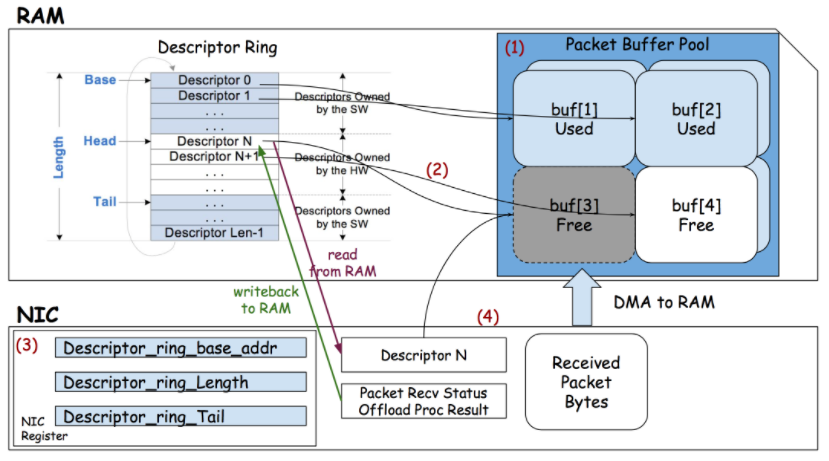 RAM
Descriptor Ring
Base
Head
Tail
Length
Descriptor 0
Descriptor 1
. . .
. . .
Descriptor N
Descriptor N+1
. . .
. . .
. . .
. . .
Descriptor Len-1
Descriptors Owned
by the SW
Descriptors Owned
by the HW
Descriptors Owned
by the SW
(1)
Packet Buffer Pool
buf[1]
Used
buf[2]
Used
buf[3]
Free
buf[4]
Free
(2)
read
from RAM
writeback
to RAM
DMA to RAM
NIC
(3)
Descriptor_ring_base_addr
Descriptor_ring_Length
Descriptor_ring_Tail
NIC
Register
(4)
Descriptor N
Packet Recv Status
Offload Proc Result
Received
Packet
Bytes